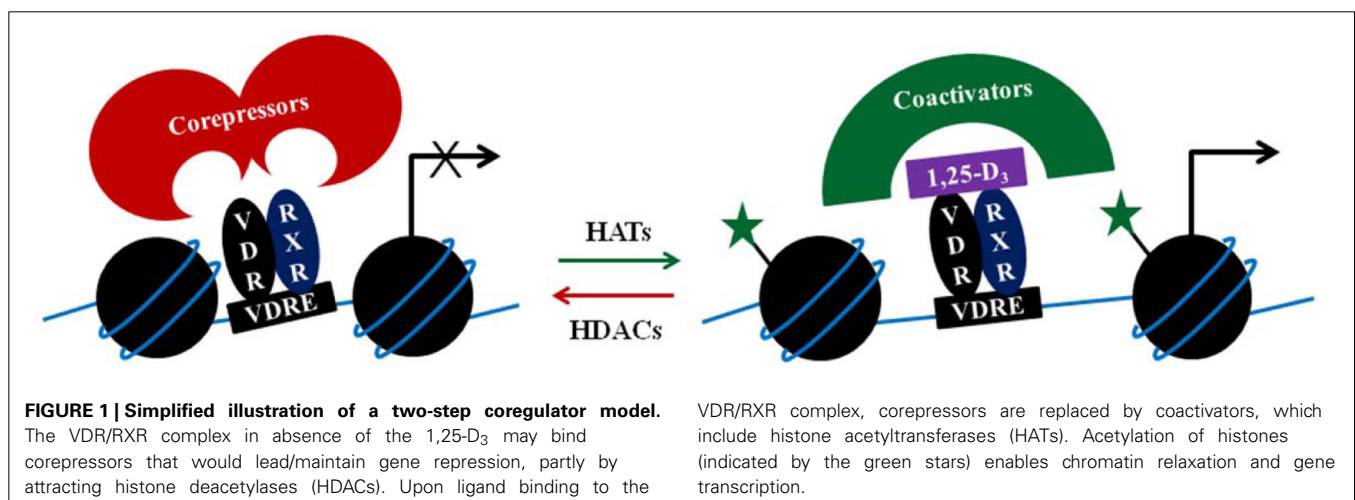 Corepressors
V
D
R
R
X
R
VDRE
HATs
HDACs
Coactivators
1,25-D₃
V
D
R
R
X
R
VDRE
FIGURE 1 | Simplified illustration of a two-step coregulator model.
The VDR/RXR complex in absence of the 1,25-D₃ may bind
corepressors that would lead/maintain gene repression, partly by
attracting histone deacetylases (HDACs). Upon ligand binding to the
VDR/RXR complex, corepressors are replaced by coactivators, which
include histone acetyltransferases (HATs). Acetylation of histones
(indicated by the green stars) enables chromatin relaxation and gene
transcription.